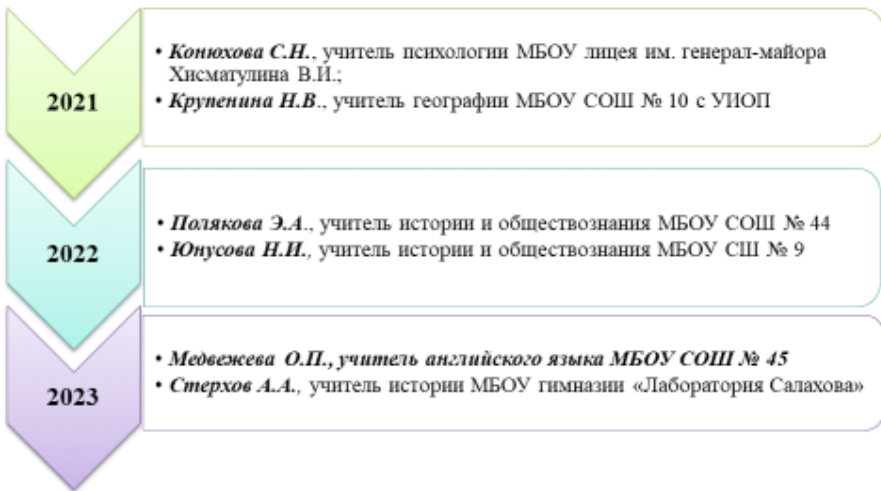 2021
• Конюхова С.Н., учитель психологии МБОУ лицея им. генерал-майора
Хисматулина В.И.;
• Крупенина Н.В., учитель географии МБОУ СОШ № 10 с УИОП
2022
• Полякова Э.А., учитель истории и обществознания МБОУ СОШ № 44
• Юнусова Н.И., учитель истории и обществознания МБОУ СШ № 9
2023
• Медвежева О.П., учитель английского языка МБОУ СОШ № 45
• Стерхов А.А., учитель истории МБОУ гимназии «Лаборатория Салахова»